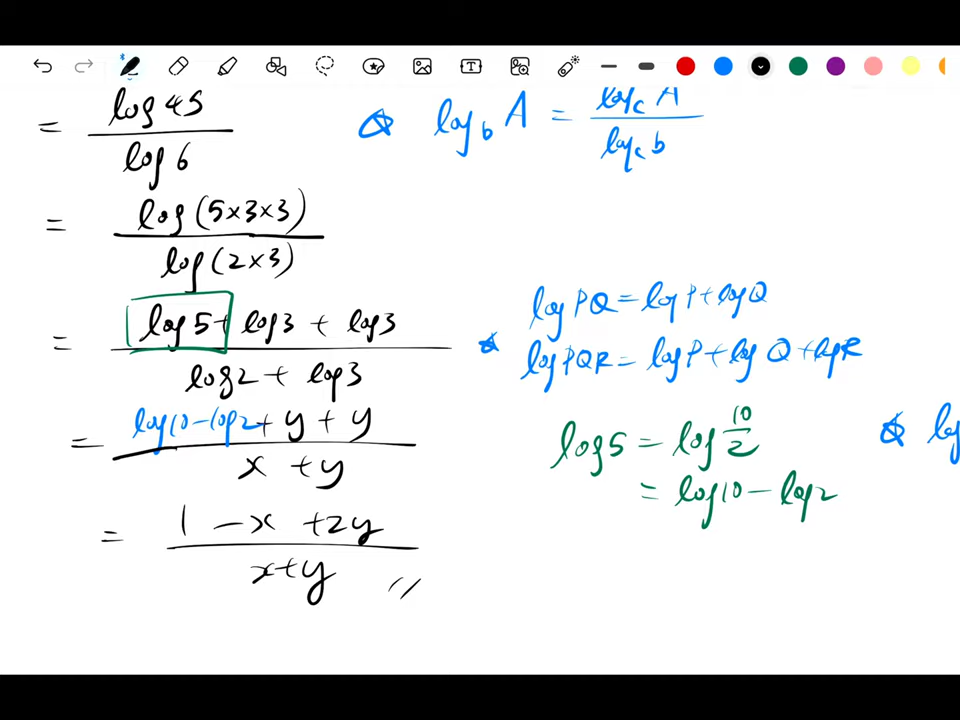 = log 45 / log 6
☆ log_b A = log_c A / log_c b
= log(5×3×3) / log(2×3)
= log 5 + log 3 + log 3 / log 2 + log 3
log PQ = log P + log Q
☆ log PQR = log P + log Q + log R
= log 10 - log 2 + y + y / x + y
log 5 = log 10/2
= log 10 - log 2
☆ log
= 1 - x + 2y / x + y //